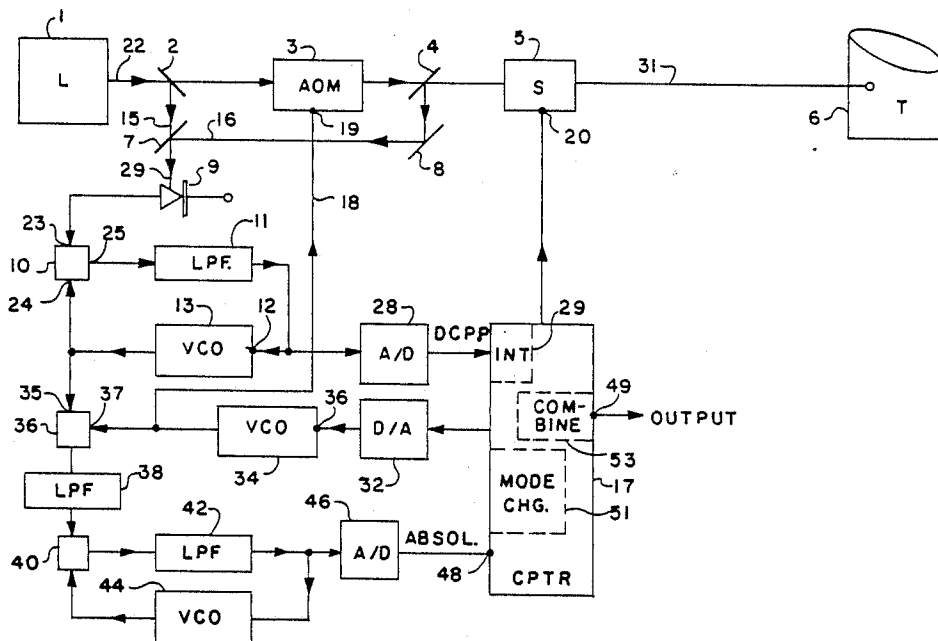 1
22
2
3
4
5
31
6
L
AOM
S
T
15
16
19
20
7
8
29
9
18
23
25
11
10
LPF.
24
13
12
28
DCPP
29
VCO
A/D
INT
35
37
36
49
36
VCO
D/A
COM-
BINE
OUTPUT
34
32
53
38
LPF
MODE
CHG.
17
51
42
46
40
LPF
A/D
ABSOL.
48
CPTR
44
VCO